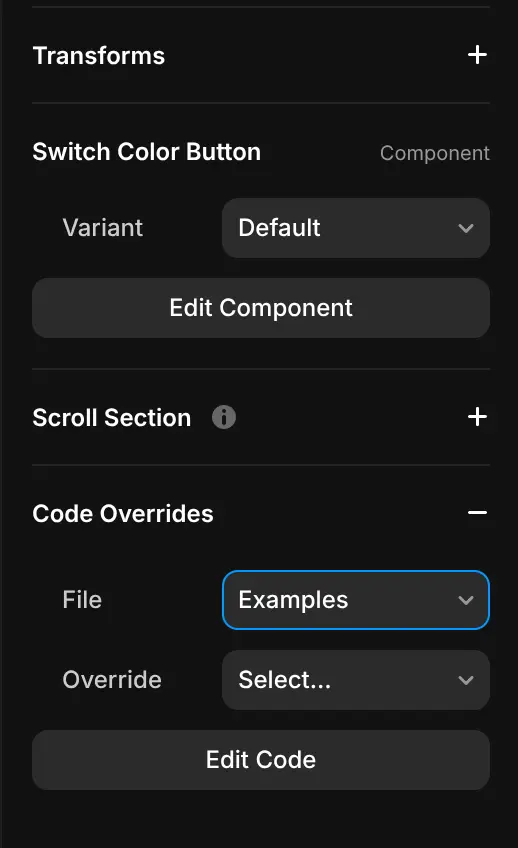 Transforms
Switch Color Button Component
Variant Default
Edit Component
Scroll Section
Code Overrides
File Examples
Override Select...
Edit Code